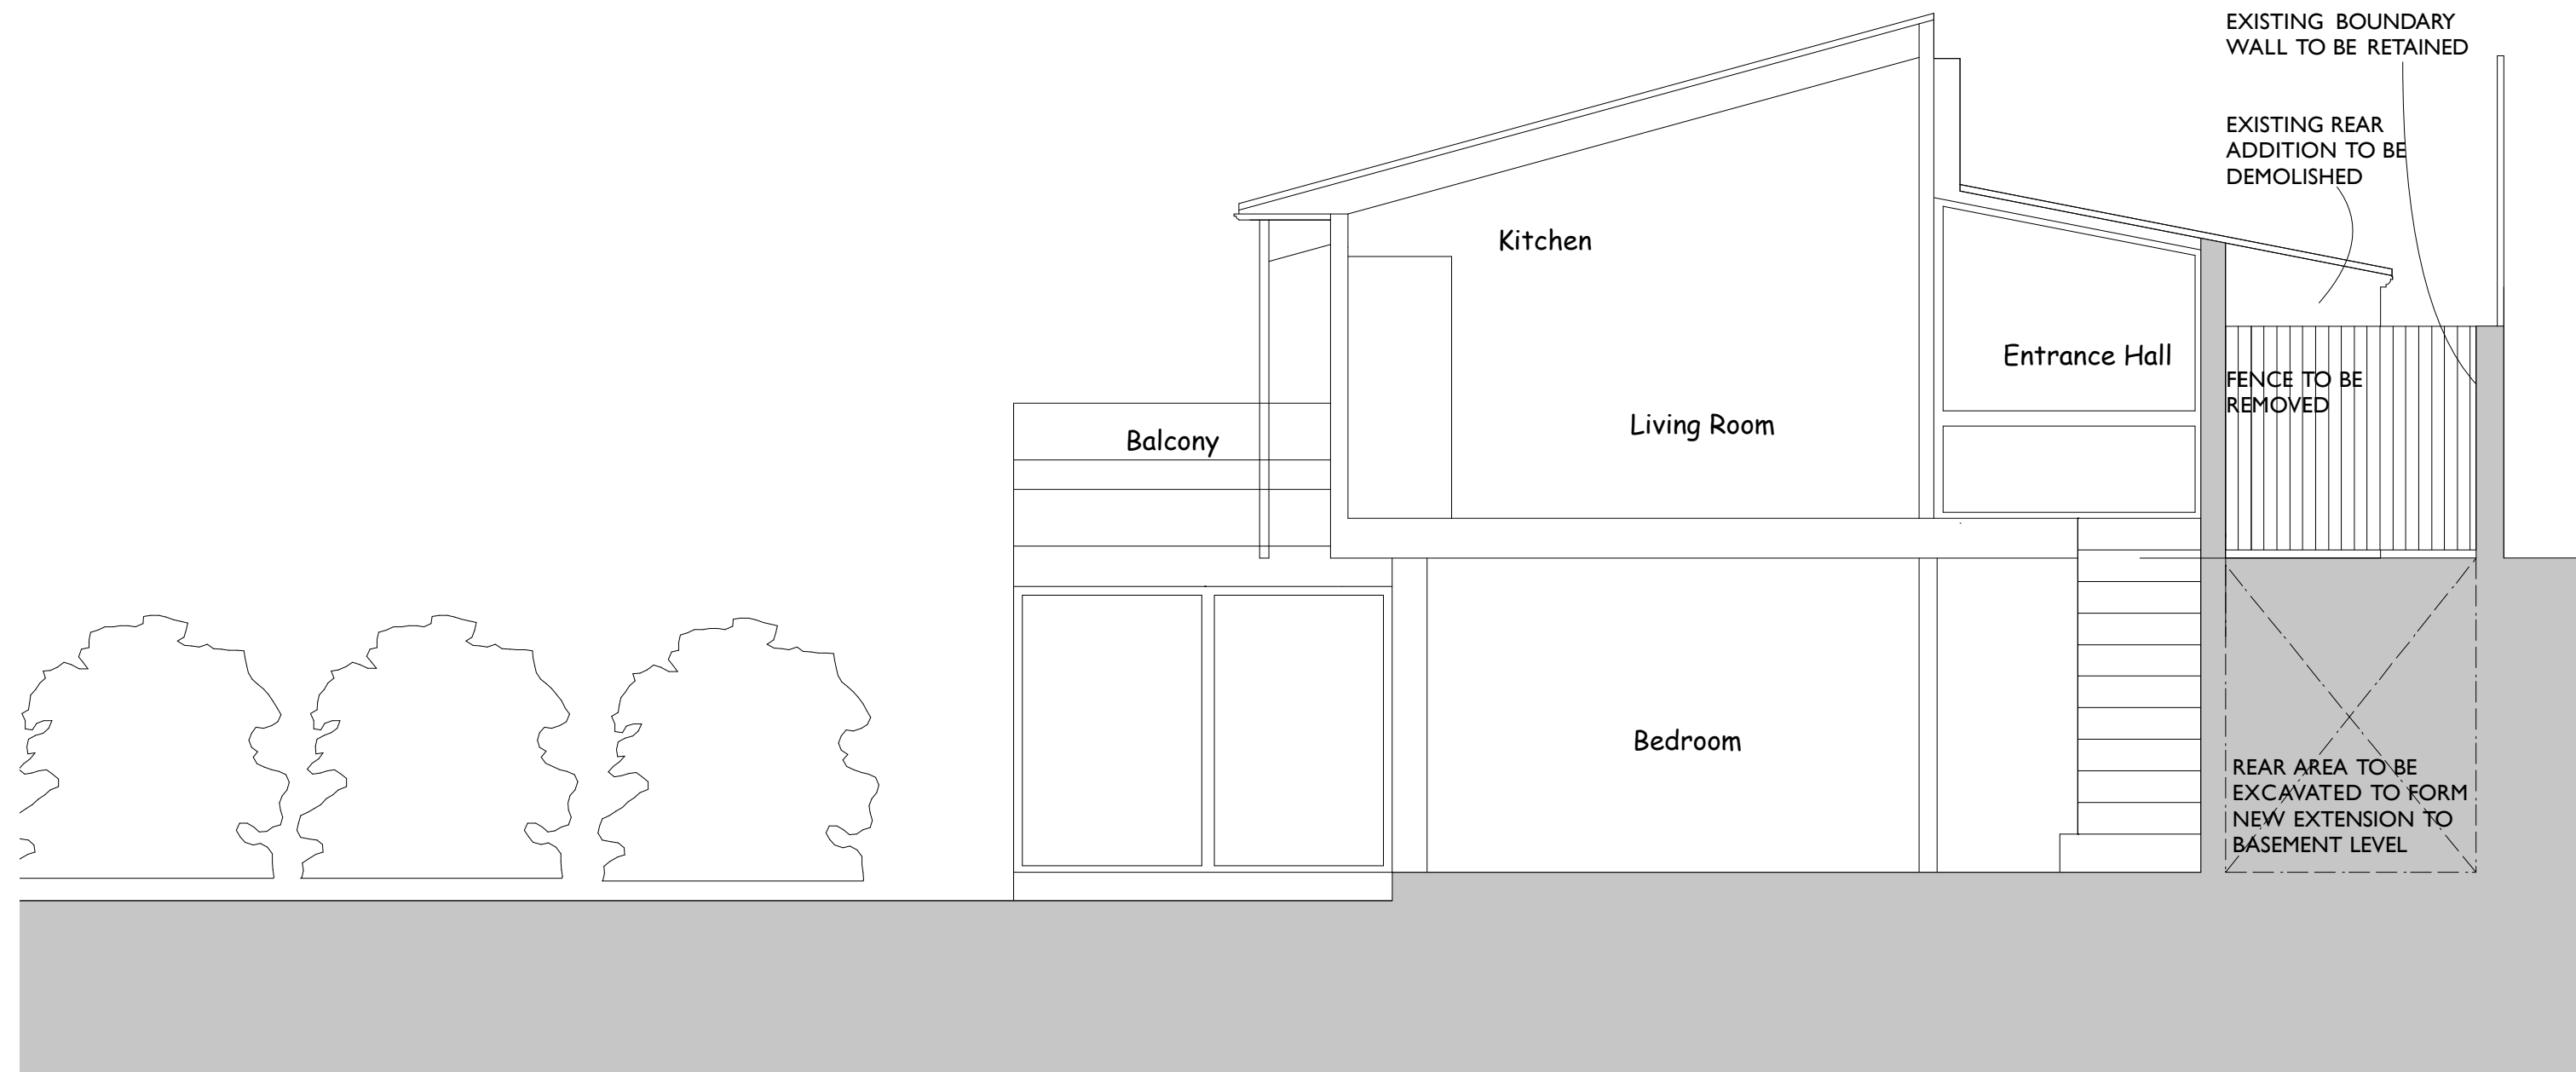 EXISTING BOUNDARY
WALL TO BE RETAINED
EXISTING REAR
ADDITION TO BE
DEMOLISHED
Kitchen
Entrance Hall
FENCE TO BE
REMOVED
Living Room
Balcony
Bedroom
REAR AREA TO BE
EXCAVATED TO FORM
NEW EXTENSION TO
BASEMENT LEVEL